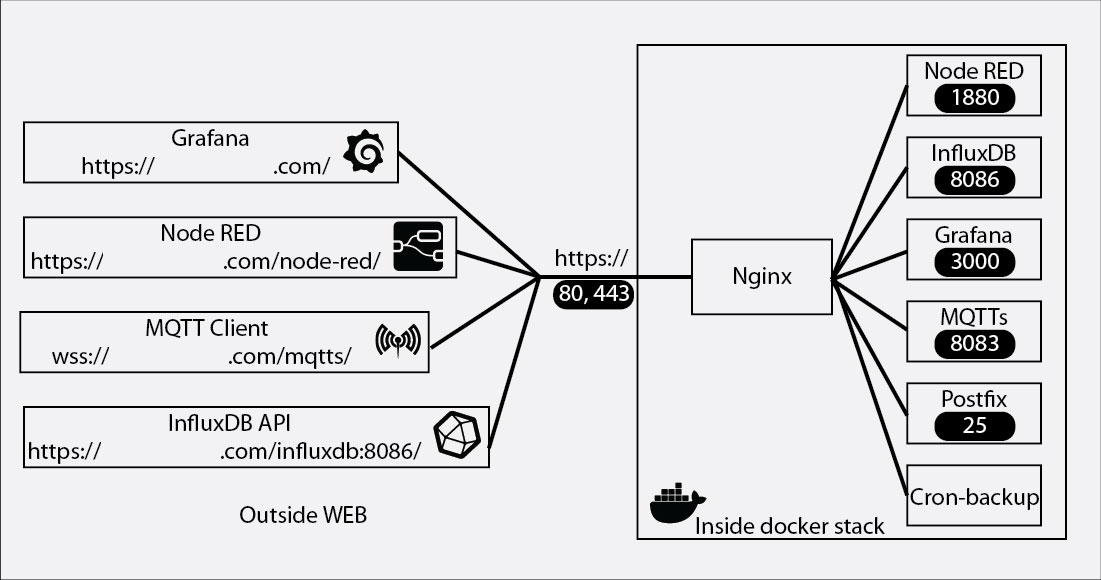 Grafana
https:// .com/
Node RED
https:// .com/node-red/
MQTT Client
wss:// .com/mqtts/
InfluxDB API
https:// .com/influxdb:8086/
Outside WEB
https://
80, 443
Nginx
Node RED
1880
InfluxDB
8086
Grafana
3000
MQTTs
8083
Postfix
25
Cron-backup
Inside docker stack